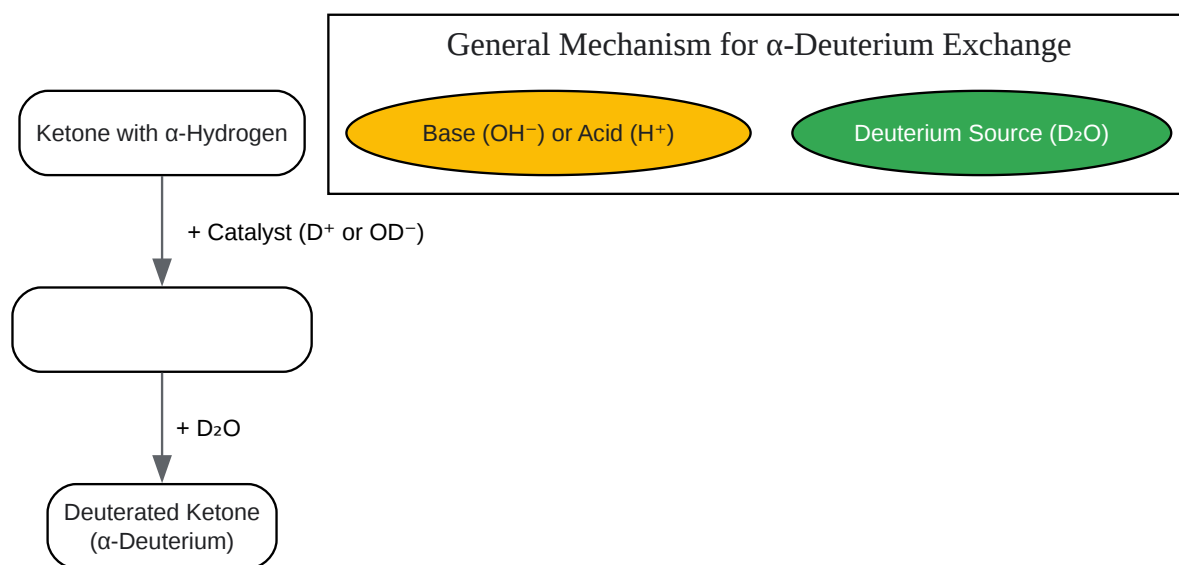 General Mechanism for α-Deuterium Exchange
Ketone with α-Hydrogen
Base (OH⁻) or Acid (H⁺)
Deuterium Source (D₂O)
+ Catalyst (D⁺ or OD⁻)
+ D₂O
Deuterated Ketone
(α-Deuterium)